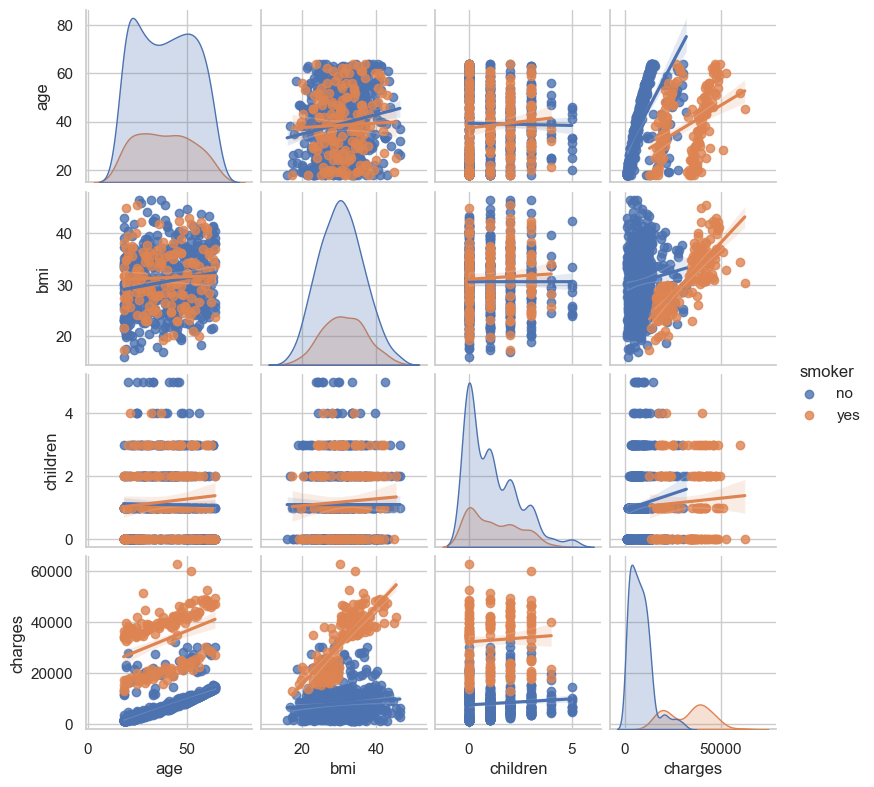 80
60
40
20
age
40
30
20
bmi
smoker
no
yes
4
2
0
children
60000
40000
20000
0
charges
0 50
20 40
0 5
0 50000
age
bmi
children
charges